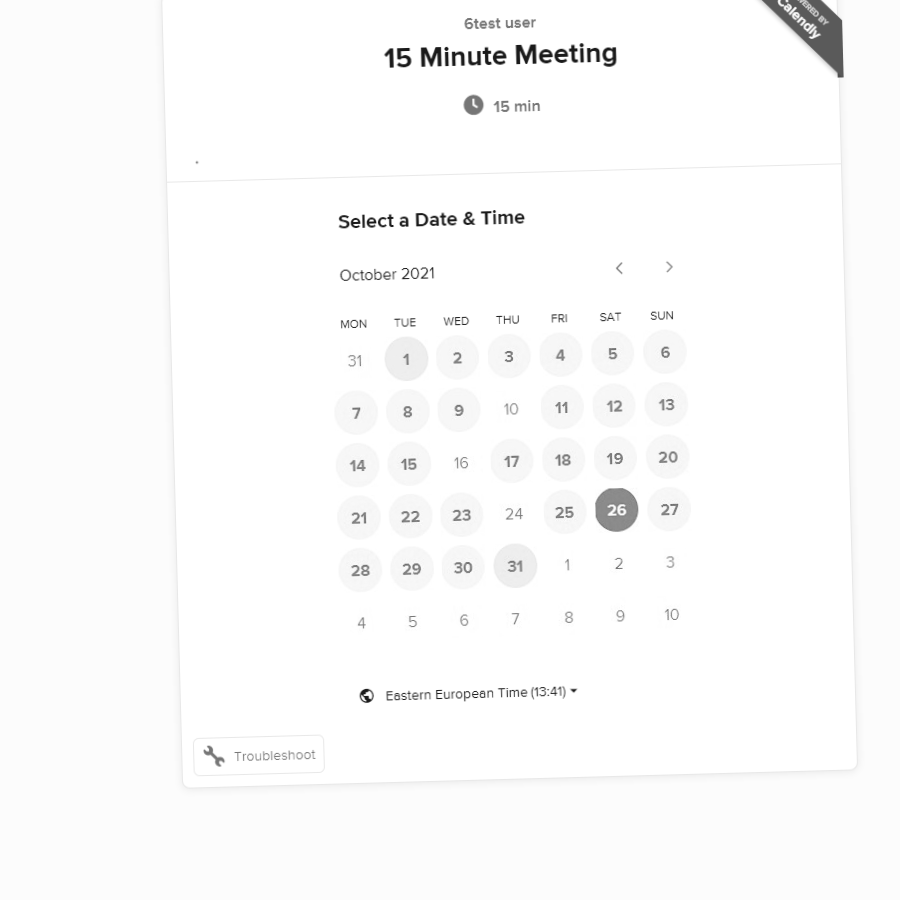 6test user
15 Minute Meeting
15 min
Calendly
Select a Date & Time
October 2021
MON TUE WED THU FRI SAT SUN
31 1 2 3 4 5 6
7 8 9 10 11 12 13
14 15 16 17 18 19 20
21 22 23 24 25 26 27
28 29 30 31 1 2 3
4 5 6 7 8 9 10
Eastern European Time (13:41)
Troubleshoot